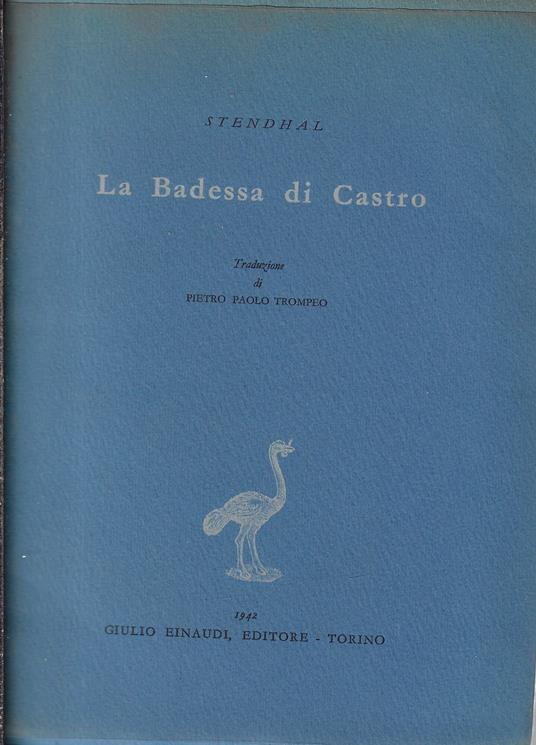 STENDHAL
La Badessa di Castro
Traduzione
di
PIETRO PAOLO TROMPEO
1942
GIULIO EINAUDI, EDITORE - TORINO